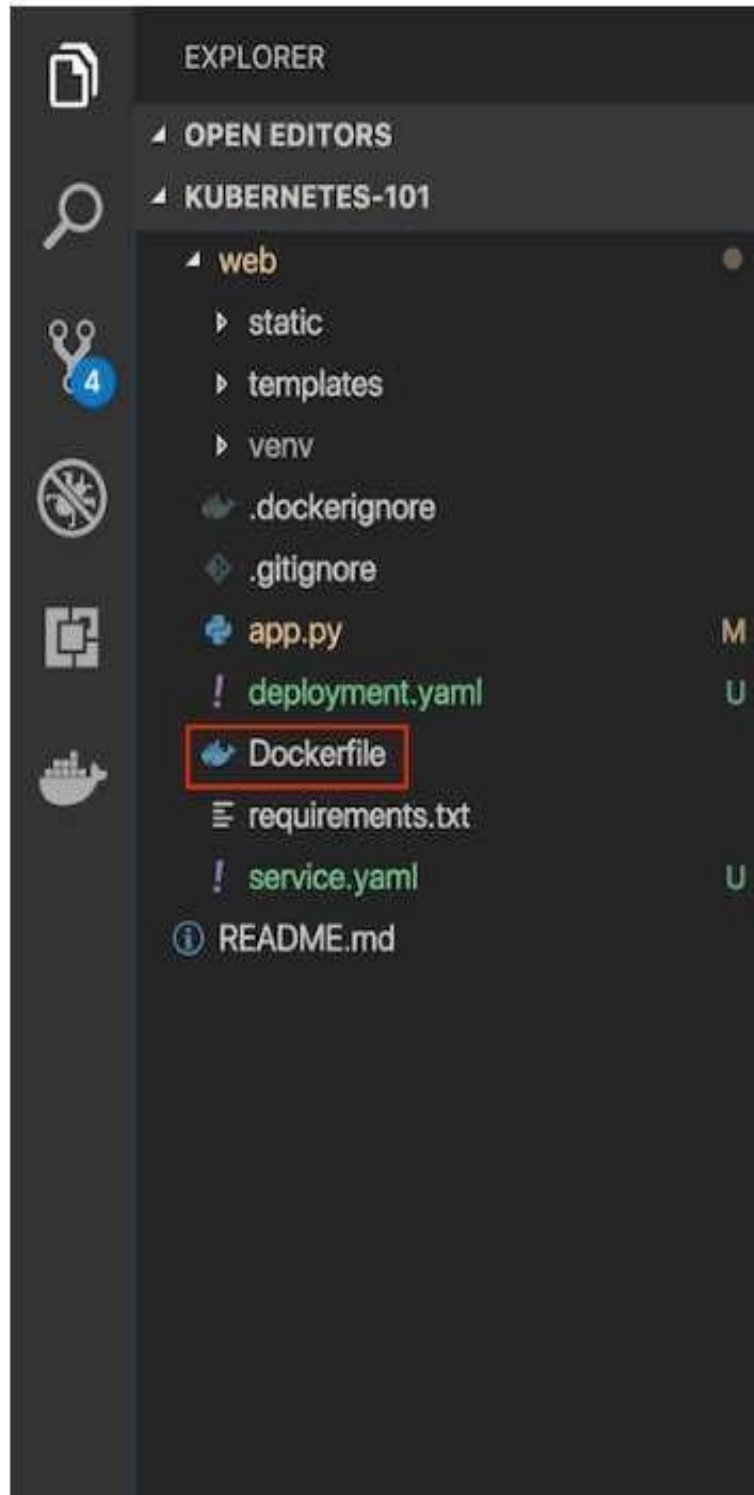 EXPLORER
OPEN EDITORS
KUBERNETES-101
web
static
templates
4
venv
.dockerignore
.gitignore
app.py M
deployment.yaml U
Dockerfile
requirements.txt
service.yaml U
README.md